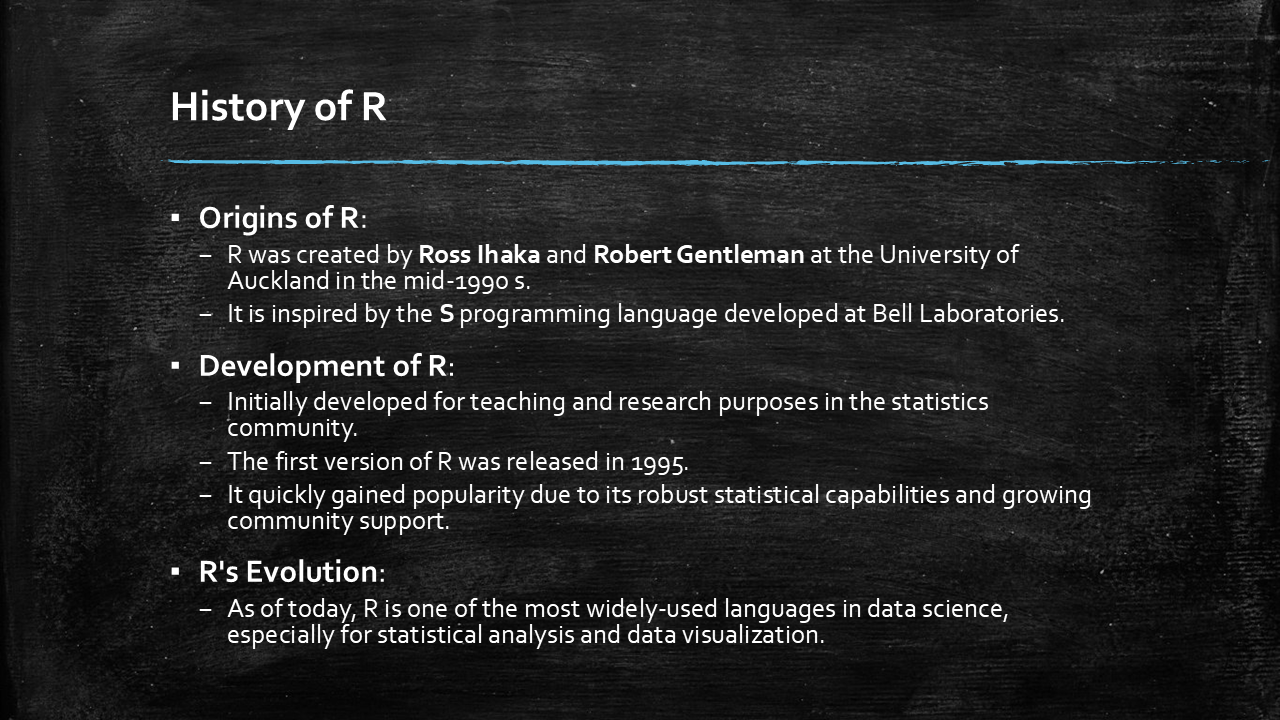 History of R
▪ Origins of R:
– R was created by Ross Ihaka and Robert Gentleman at the University of
Auckland in the mid-1990 s.
– It is inspired by the S programming language developed at Bell Laboratories.
▪ Development of R:
– Initially developed for teaching and research purposes in the statistics
community.
– The first version of R was released in 1995.
– It quickly gained popularity due to its robust statistical capabilities and growing
community support.
▪ R's Evolution:
– As of today, R is one of the most widely-used languages in data science,
especially for statistical analysis and data visualization.